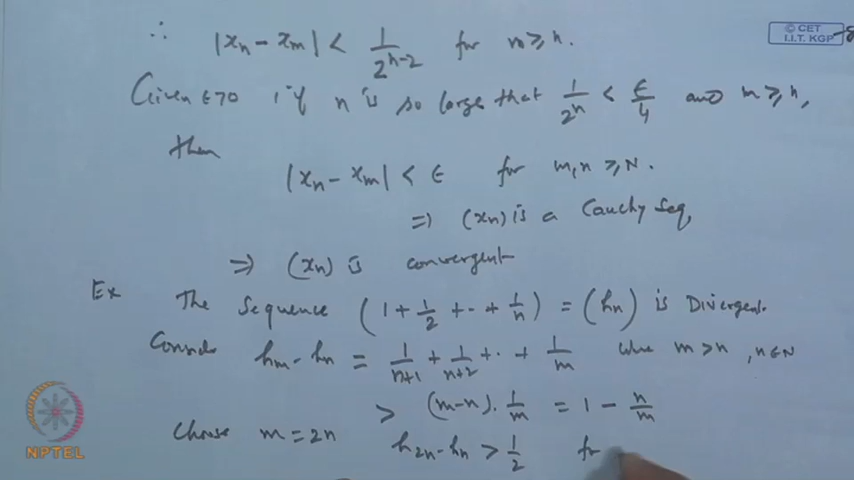 © CET
I.I.T. KGP
∴ |xn - xm| < 1/2^(n-2) for m ≥ n.
Given ε>0 if n is so large that 1/2^n < ε/4 and m ≥ n,
then
|xn - xm| < ε for m, n ≥ N.
⇒ (xn) is a Cauchy Seq,
⇒ (xn) is convergent
Ex The Sequence (1 + 1/2 + ·· + 1/n) = (hn) is Divergent.
Consider hm - hn = 1/(n+1) + 1/(n+2) + ·· + 1/m where m > n, n ∈ N
> (m-n) · 1/m = 1 - n/m
Choose m = 2n h2n - hn > 1/2 for
NPTEL